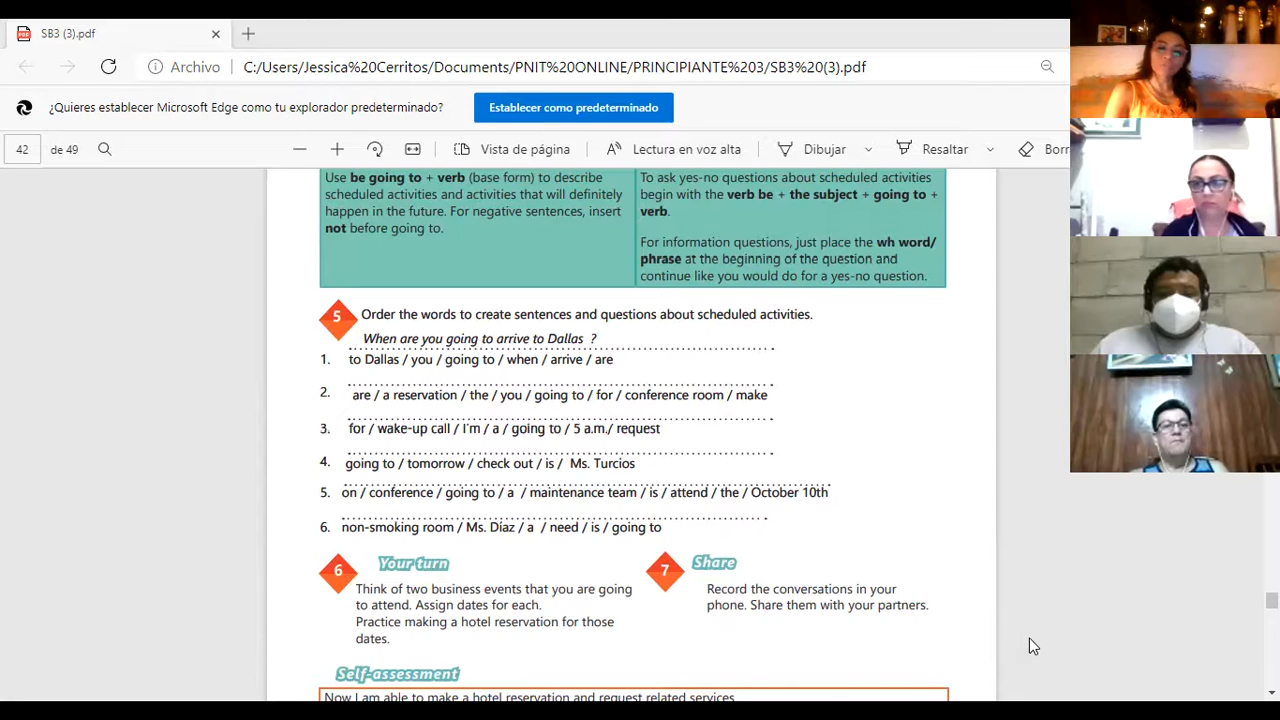 SB3 (3).pdf
Archivo C:/Users/Jessica%20Cerritos/Documents/PNIT%20ONLINE/PRINCIPIANTE%203/SB3%20(3).pdf
¿Quieres establecer Microsoft Edge como tu explorador predeterminado? Establecer como predeterminado
42 de 49 Vista de página Lectura en voz alta Dibujar Resaltar Borr
Use be going to + verb (base form) to describe
scheduled activities and activities that will definitely
happen in the future. For negative sentences, insert
not before going to.
To ask yes-no questions about scheduled activities
begin with the verb be + the subject + going to +
verb.
For information questions, just place the wh word/
phrase at the beginning of the question and
continue like you would do for a yes-no question.
5 Order the words to create sentences and questions about scheduled activities.
When are you going to arrive to Dallas ?
1. to Dallas / you / going to / when / arrive / are
2. are / a reservation / the / you / going to / for / conference room / make
3. for / wake-up call / I'm / a / going to / 5 a.m./ request
4. going to / tomorrow / check out / is / Ms. Turcios
5. on / conference / going to / a / maintenance team / is / attend / the / October 10th
6. non-smoking room / Ms. Díaz / a / need / is / going to
6 Your turn
Think of two business events that you are going
to attend. Assign dates for each.
Practice making a hotel reservation for those
dates.
7 Share
Record the conversations in your
phone. Share them with your partners.
Self-assessment
Now I am able to make a hotel reservation and request related services.